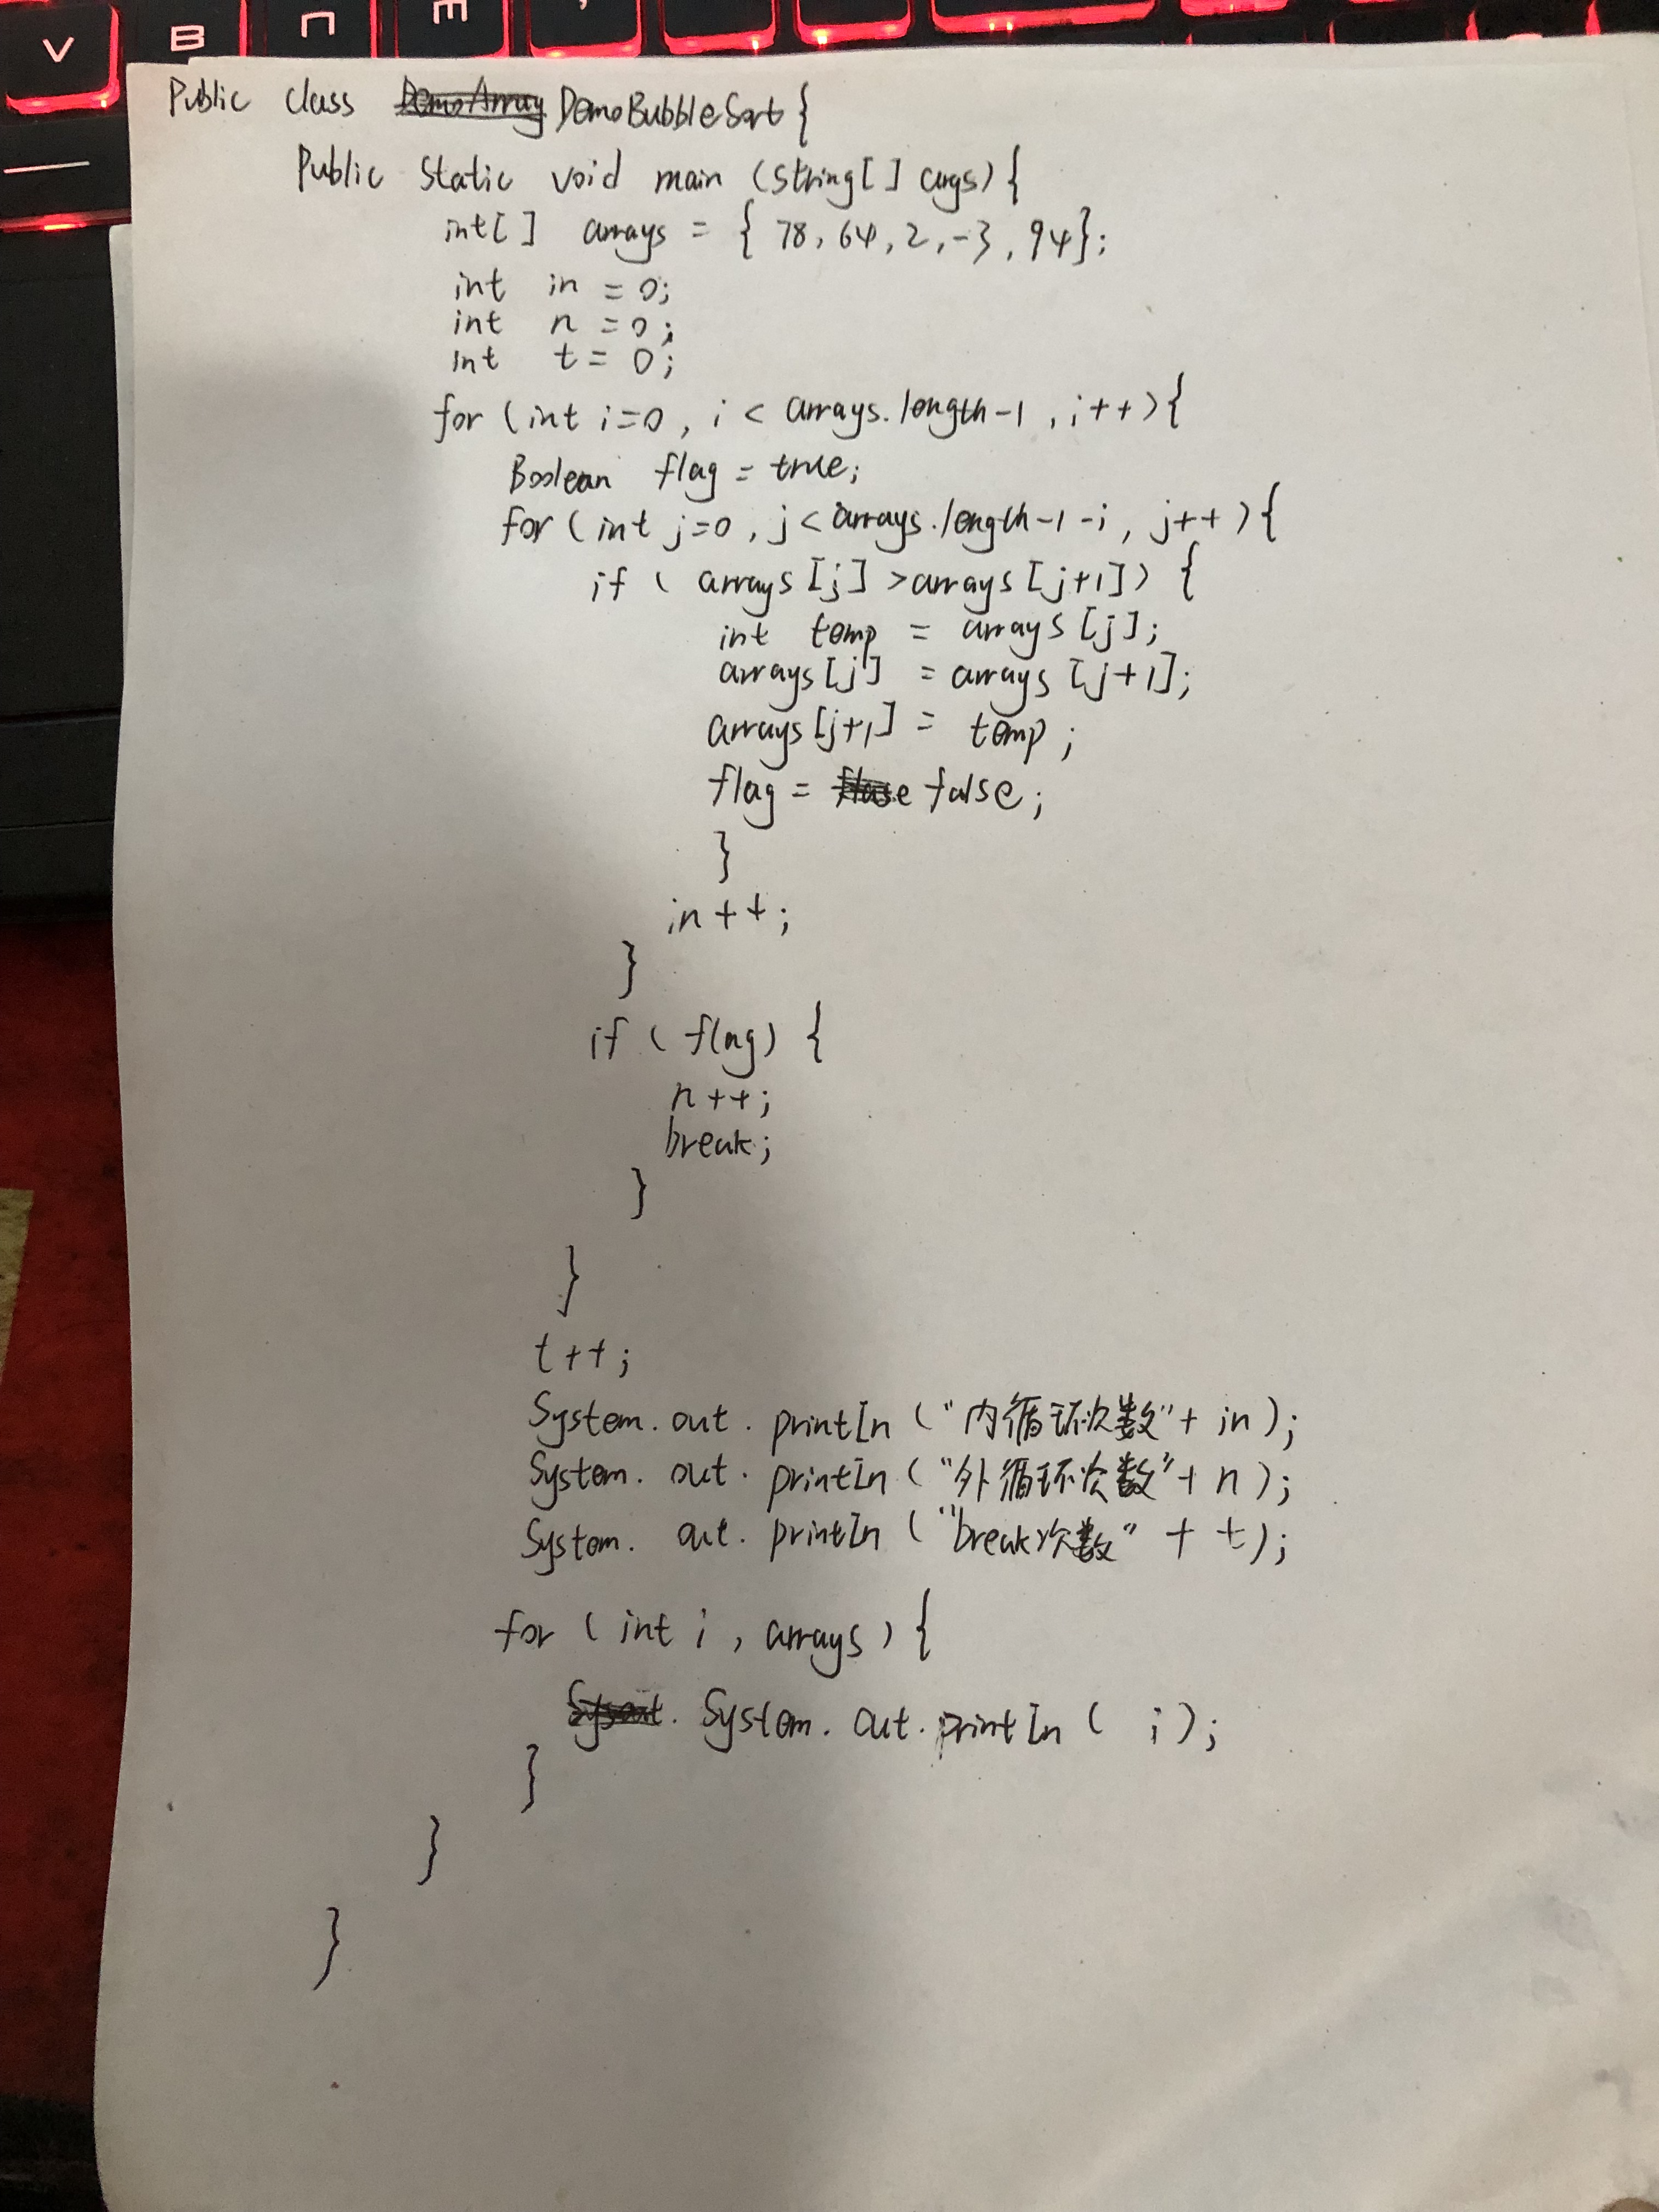 V B N M ,
Public class DemoArray DemoBubbleSort {
Public Static void main (String[] args) {
int[] arrays = { 78, 64, 2, -3, 94};
int in = 0;
int n = 0;
int t = 0;
for (int i=0, i < arrays.length-1, i++){
Boolean flag = true;
for (int j=0, j < arrays.length-1-i, j++){
if ( arrays[j] > arrays[j+1]) {
int temp = arrays[j];
arrays[j] = arrays[j+1];
arrays[j+1] = temp;
flag = flase false;
}
in++;
}
if (flag) {
n++;
break;
}
}
t++;
System.out.println("内循环次数"+ in);
System.out.println("外循环次数"+ n);
System.out.println("break次数" + t);
for (int i, arrays) {
Sysout. System.out.println( i );
}
}
}